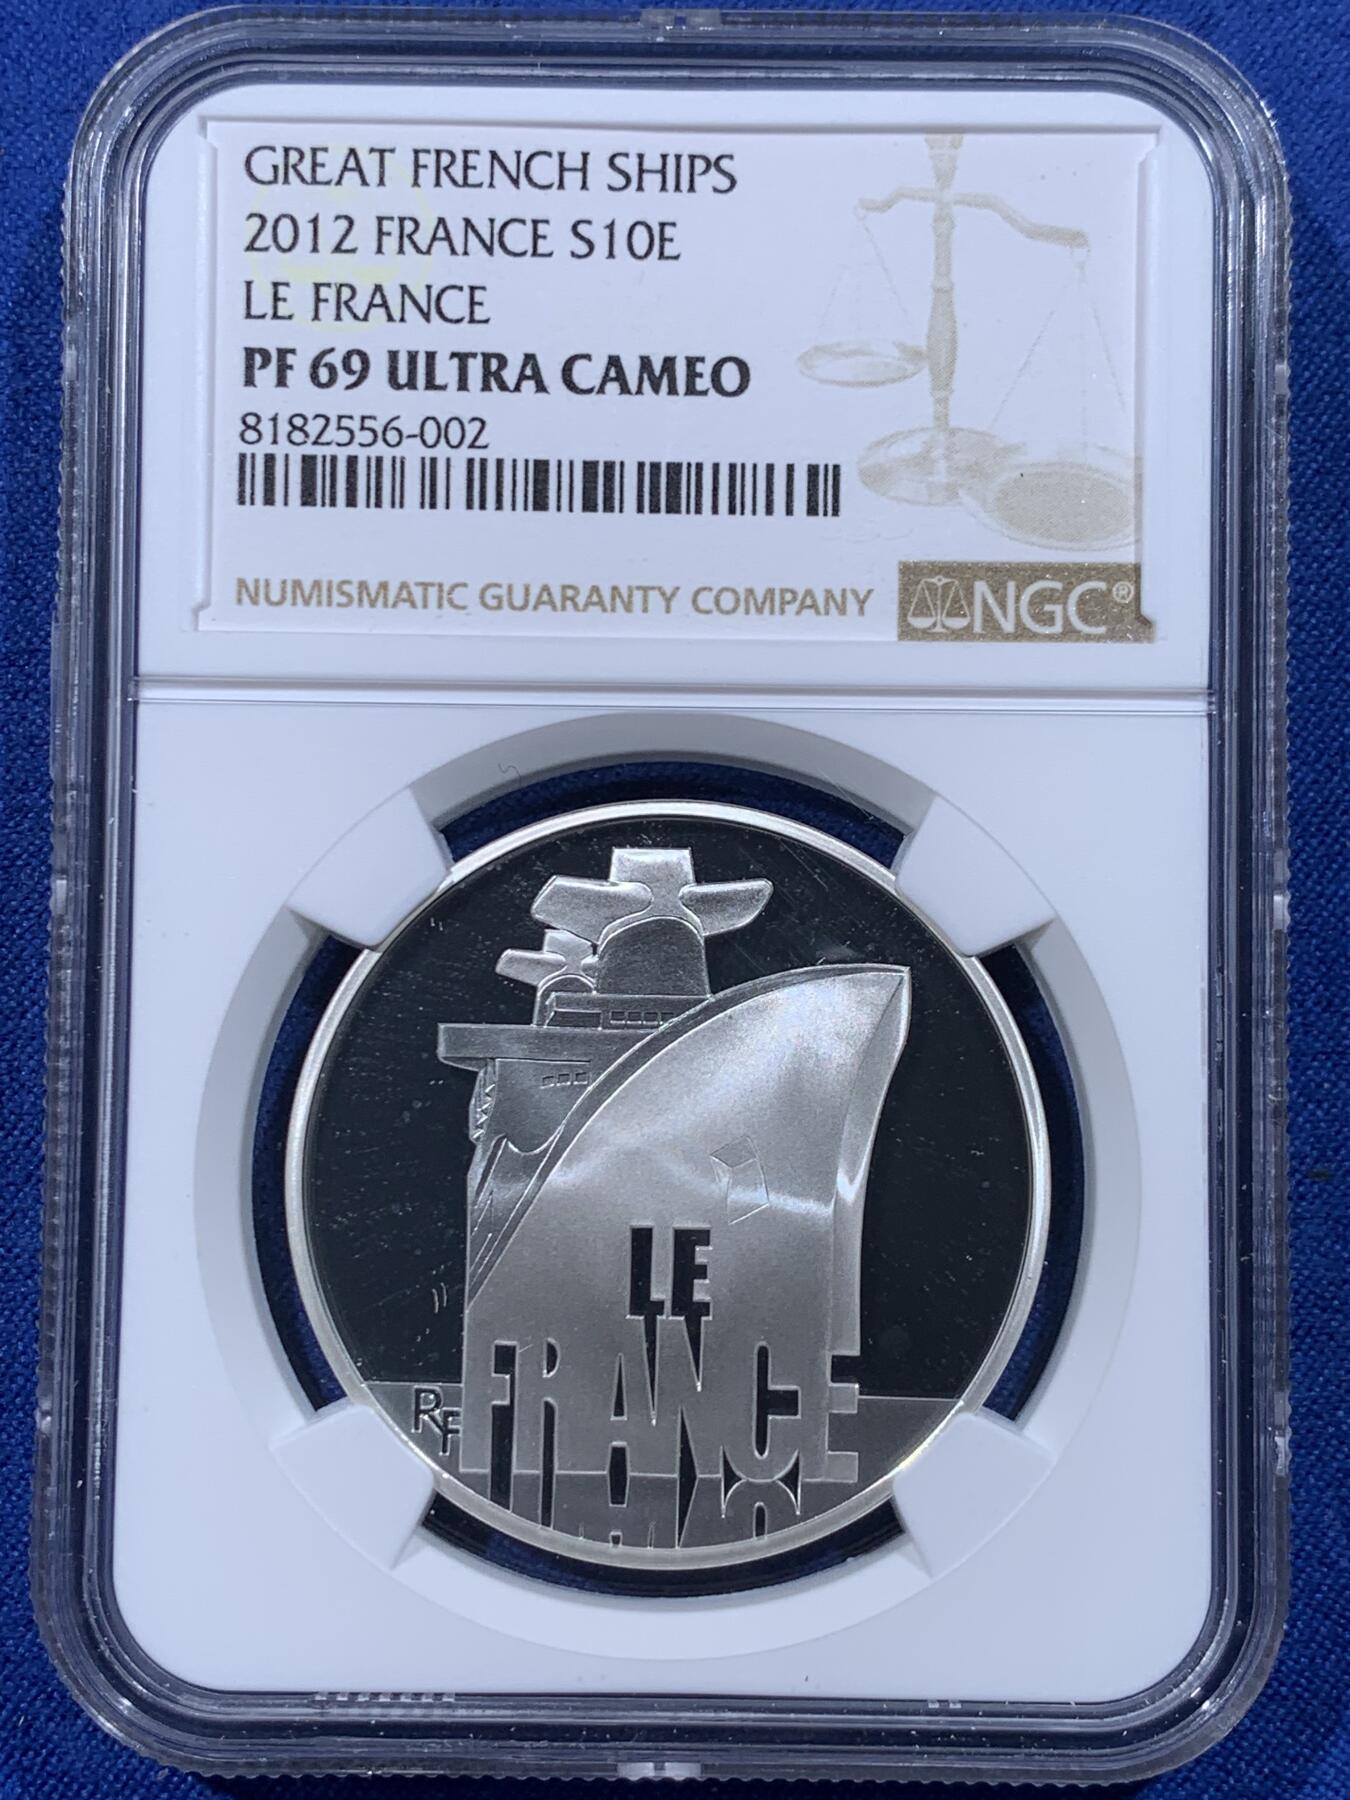 GREAT FRENCH SHIPS
2012 FRANCE S10E
LE FRANCE
PF 69 ULTRA CAMEO
8182556-002
NUMISMATIC GUARANTY COMPANY
NGC®
LE
FRANCE
RF